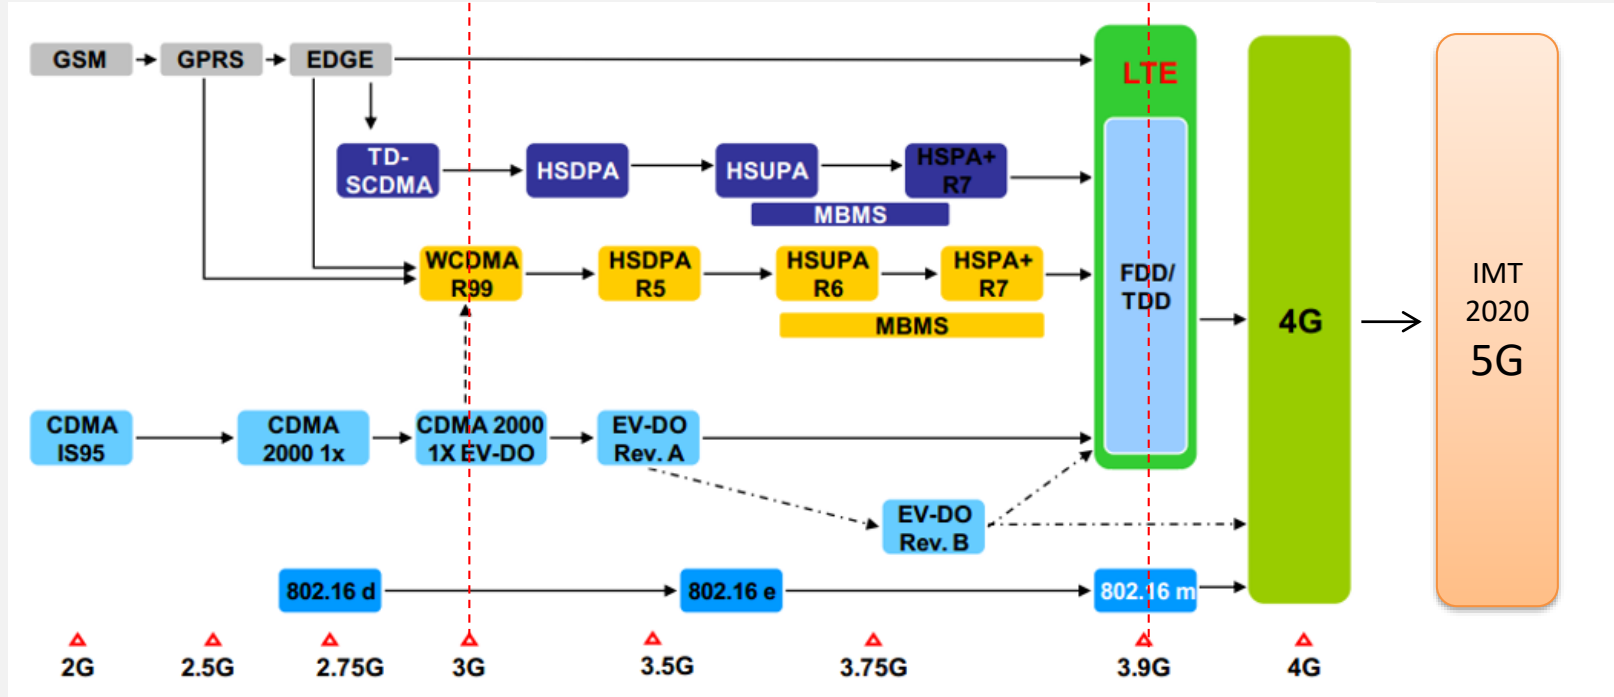 GSM
GPRS
EDGE
LTE
TD-
SCDMA
HSDPA
HSUPA
HSPA+
R7
MBMS
WCDMA
R99
HSDPA
R5
HSUPA
R6
HSPA+
R7
MBMS
FDD/
TDD
4G
IMT
2020
5G
CDMA
IS95
CDMA
2000 1x
CDMA 2000
1X EV-DO
EV-DO
Rev. A
EV-DO
Rev. B
802.16 d
802.16 e
802.16 m
2G
2.5G
2.75G
3G
3.5G
3.75G
3.9G
4G